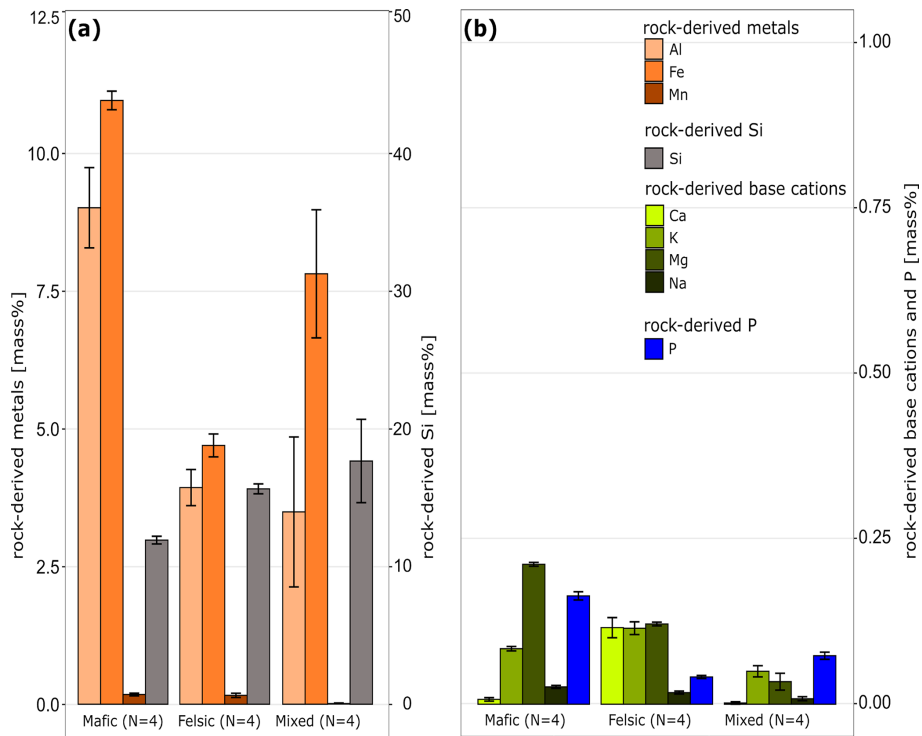 (a)
12.5
10.0
7.5
5.0
2.5
0.0
rock-derived metals [mass%]
50
40
30
20
10
0
rock-derived Si [mass%]
Mafic (N=4)
Felsic (N=4)
Mixed (N=4)
(b)
rock-derived metals
Al
Fe
Mn
rock-derived Si
Si
rock-derived base cations
Ca
K
Mg
Na
rock-derived P
P
1.00
0.75
0.50
0.25
0.00
rock-derived base cations and P [mass%]
Mafic (N=4)
Felsic (N=4)
Mixed (N=4)